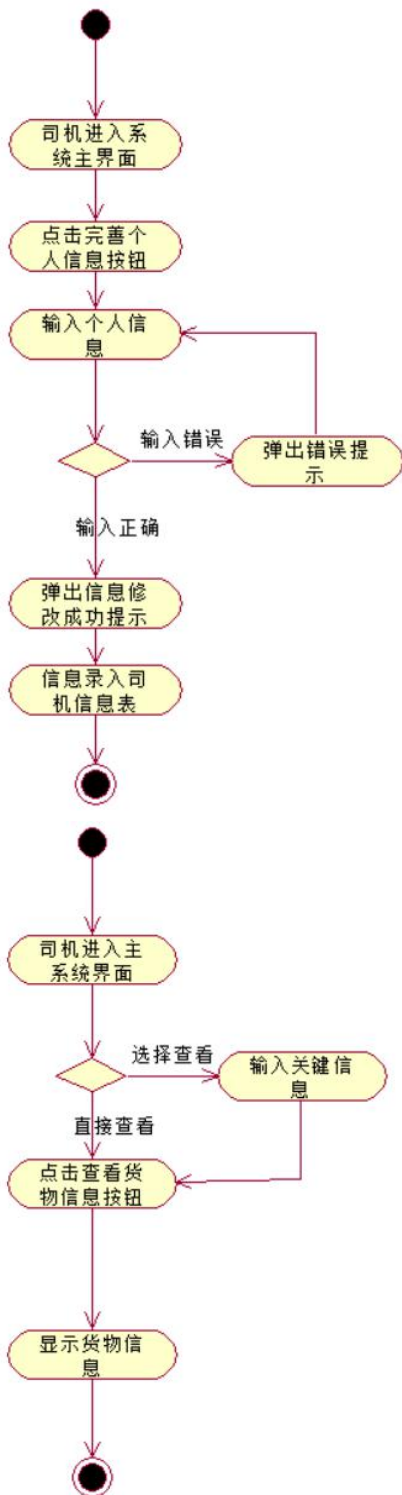 司机进入系
统主界面
点击完善个
人信息按钮
输入个人信
息
输入错误
弹出错误提
示
输入正确
弹出信息修
改成功提示
信息录入司
机信息表
司机进入主
系统界面
选择查看
输入关键信
息
直接查看
点击查看货
物信息按钮
显示货物信
息